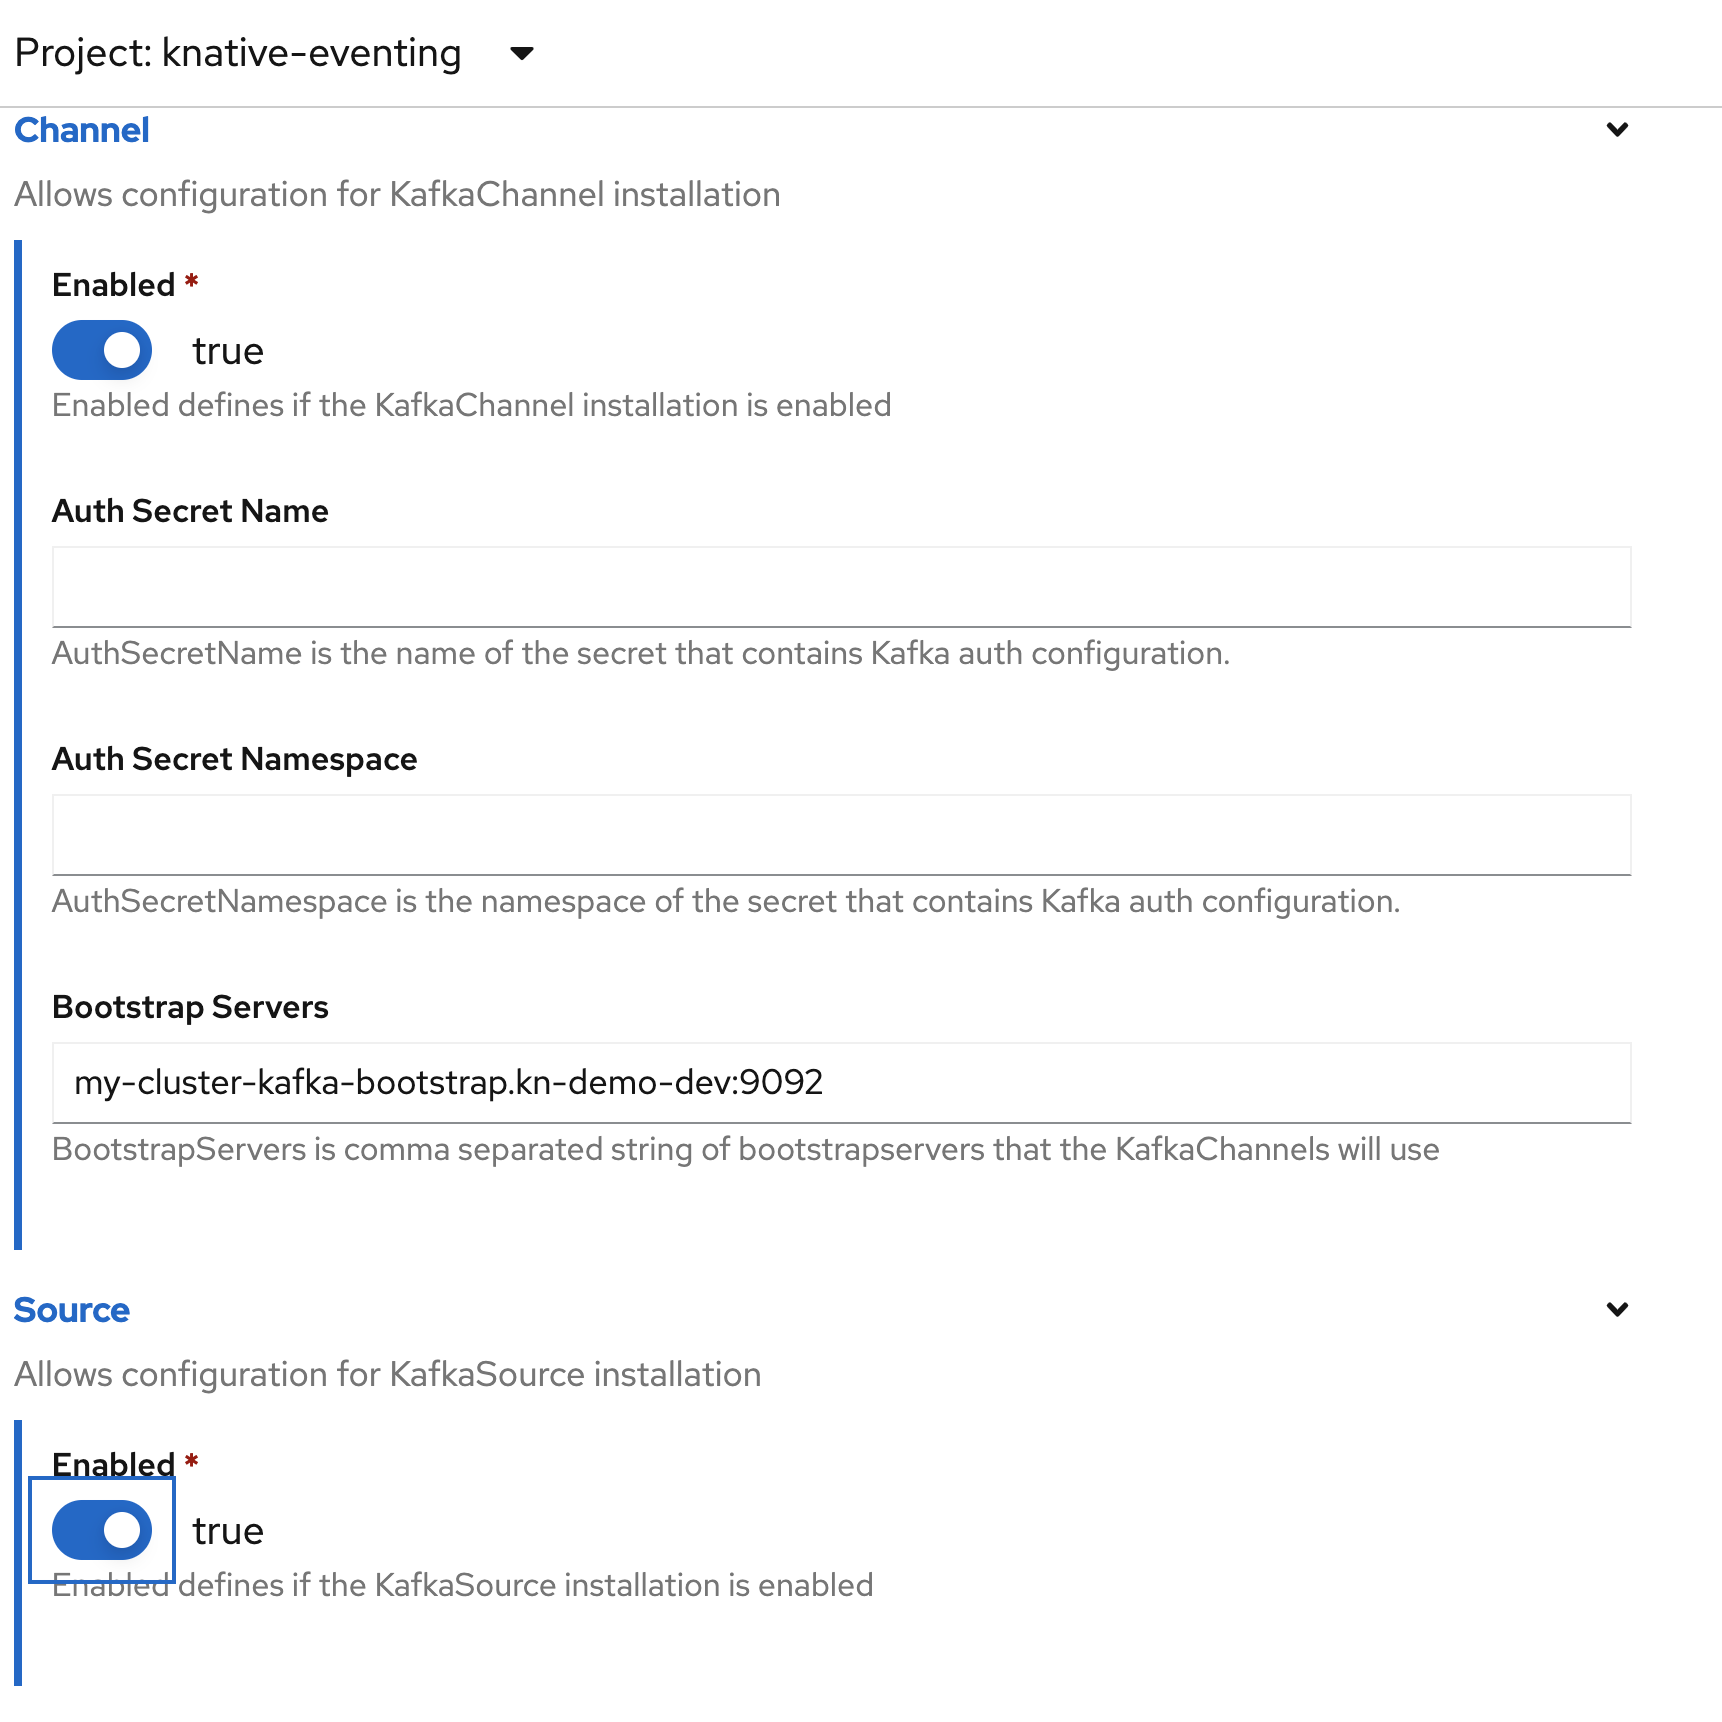 Project: knative-eventing
Channel
Allows configuration for KafkaChannel installation
Enabled *
true
Enabled defines if the KafkaChannel installation is enabled
Auth Secret Name
AuthSecretName is the name of the secret that contains Kafka auth configuration.
Auth Secret Namespace
AuthSecretNamespace is the namespace of the secret that contains Kafka auth configuration.
Bootstrap Servers
my-cluster-kafka-bootstrap.kn-demo-dev:9092
BootstrapServers is comma separated string of bootstrapservers that the KafkaChannels will use
Source
Allows configuration for KafkaSource installation
Enabled *
true
Enabled defines if the KafkaSource installation is enabled